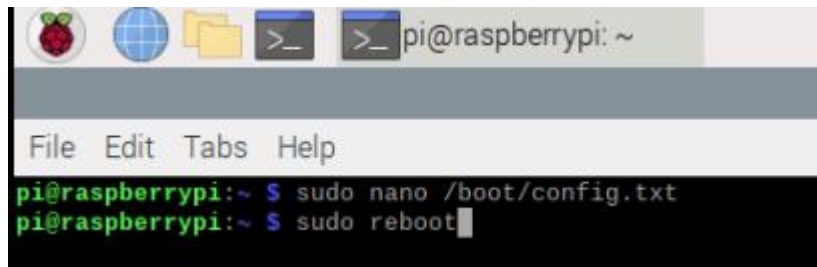 pi@raspberrypi: ~
File Edit Tabs Help
pi@raspberrypi:~ $ sudo nano /boot/config.txt
pi@raspberrypi:~ $ sudo reboot